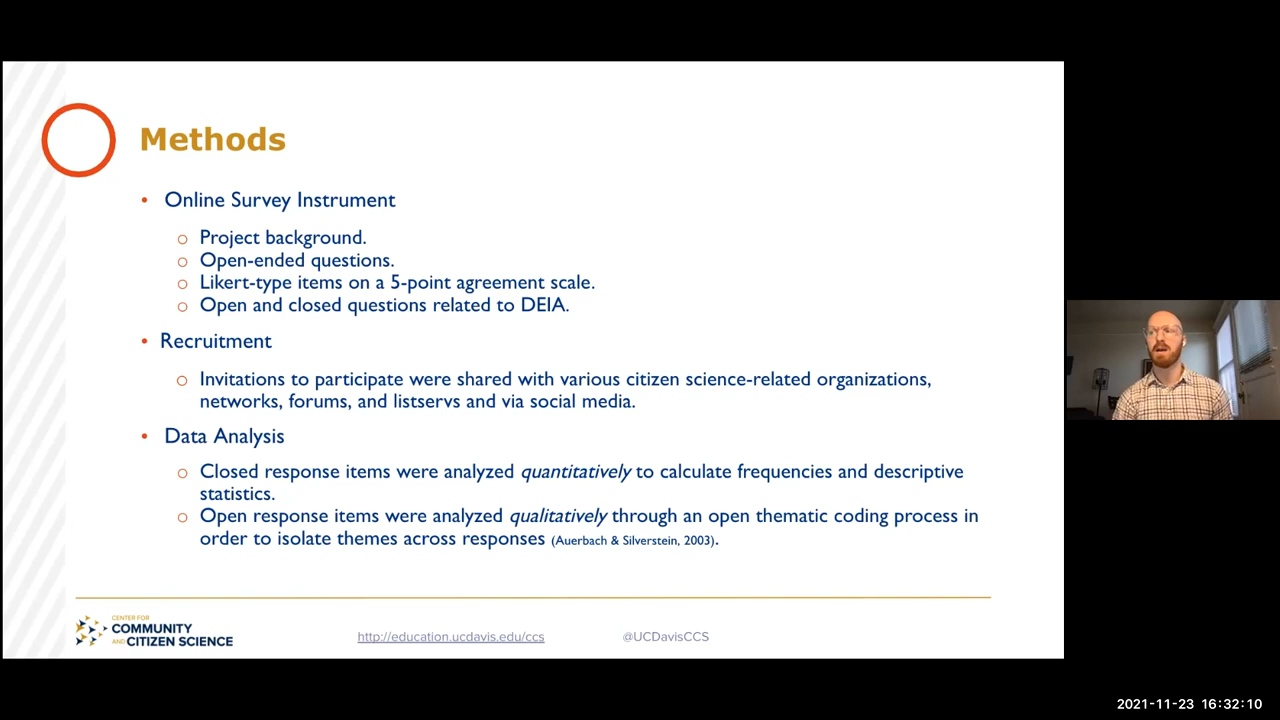 Methods
• Online Survey Instrument
o Project background.
o Open-ended questions.
o Likert-type items on a 5-point agreement scale.
o Open and closed questions related to DEIA.
• Recruitment
o Invitations to participate were shared with various citizen science-related organizations,
networks, forums, and listservs and via social media.
• Data Analysis
o Closed response items were analyzed quantitatively to calculate frequencies and descriptive
statistics.
o Open response items were analyzed qualitatively through an open thematic coding process in
order to isolate themes across responses (Auerbach & Silverstein, 2003).
CENTER FOR
COMMUNITY
AND CITIZEN SCIENCE
http://education.ucdavis.edu/ccs
@UCDavisCCS
2021-11-23 16:32:10